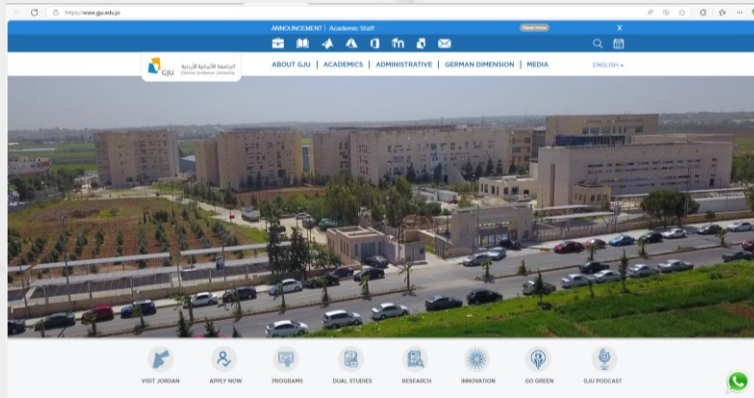 https://www.gju.edu.jo
ANNOUNCEMENT | Academic Staff
Read more
X
GJU
الجامعة الألمانية الأردنية
German Jordanian University
ABOUT GJU | ACADEMICS | ADMINISTRATIVE | GERMAN DIMENSION | MEDIA
ENGLISH
VISIT JORDAN
APPLY NOW
PROGRAMS
DUAL STUDIES
RESEARCH
INNOVATION
GO GREEN
GJU PODCAST